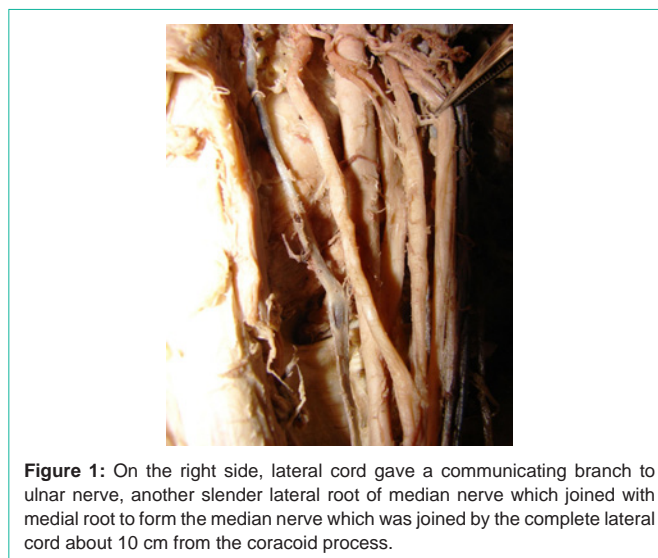 Figure 1: On the right side, lateral cord gave a communicating branch to
ulnar nerve, another slender lateral root of median nerve which joined with
medial root to form the median nerve which was joined by the complete lateral
cord about 10 cm from the coracoid process.